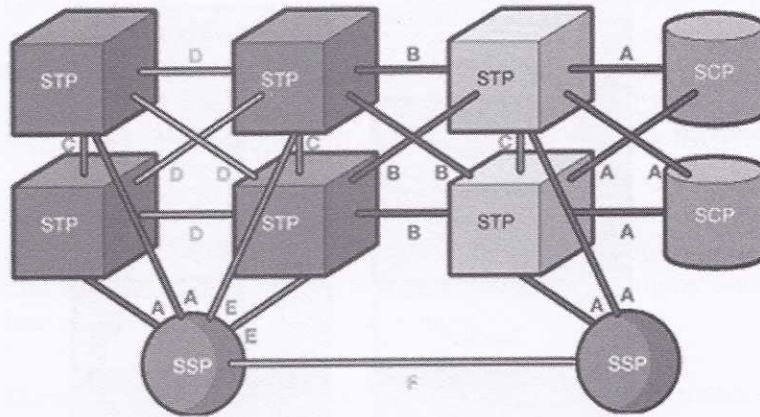 D B A
STP STP STP SCP
C C C
D D B B A A
STP STP STP SCP
D B A
A A E A A
E
SSP SSP
F